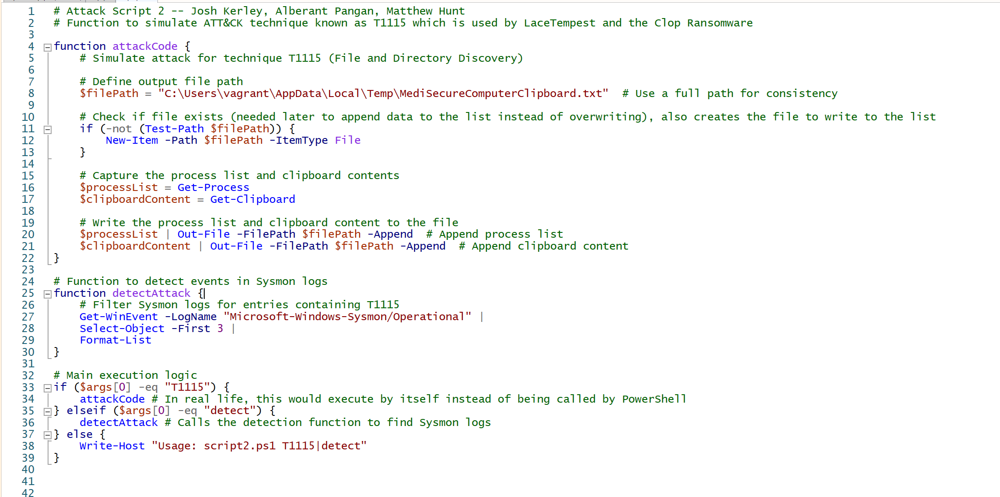 1 # Attack Script 2 -- Josh Kerley, Alberant Pangan, Matthew Hunt
2 # Function to simulate ATT&CK technique known as T1115 which is used by LaceTempest and the Clop Ransomware
3
4 function attackCode {
5 # Simulate attack for technique T1115 (File and Directory Discovery)
6
7 # Define output file path
8 $filePath = "C:\Users\vagrant\AppData\Local\Temp\MediSecureComputerClipboard.txt"  # Use a full path for consistency
9
10 # Check if file exists (needed later to append data to the list instead of overwriting), also creates the file to write to the list
11 if (-not (Test-Path $filePath)) {
12 New-Item -Path $filePath -ItemType File
13 }
14
15 # Capture the process list and clipboard contents
16 $processList = Get-Process
17 $clipboardContent = Get-Clipboard
18
19 # Write the process list and clipboard content to the file
20 $processList | Out-File -FilePath $filePath -Append  # Append process list
21 $clipboardContent | Out-File -FilePath $filePath -Append  # Append clipboard content
22 }
23
24 # Function to detect events in Sysmon logs
25 function detectAttack {
26 # Filter Sysmon logs for entries containing T1115
27 Get-WinEvent -LogName "Microsoft-Windows-Sysmon/Operational" |
28 Select-Object -First 3 |
29 Format-List
30 }
31
32 # Main execution logic
33 if ($args[0] -eq "T1115") {
34 attackCode # In real life, this would execute by itself instead of being called by PowerShell
35 } elseif ($args[0] -eq "detect") {
36 detectAttack # Calls the detection function to find Sysmon logs
37 } else {
38 Write-Host "Usage: script2.ps1 T1115|detect"
39 }
40
41
42